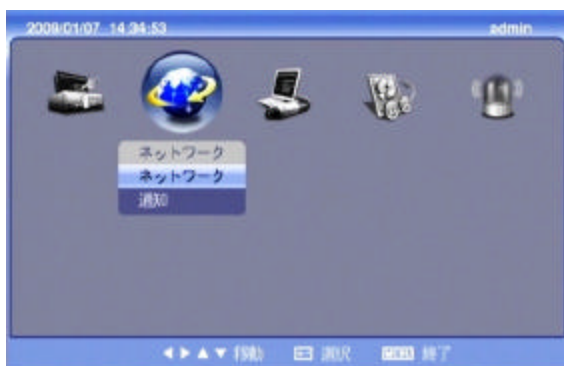 2009/01/07 14:34:53 admin
ネットワーク
ネットワーク
通知
◀ ▶ ▲ ▼ 移動 選択 MENU 終了